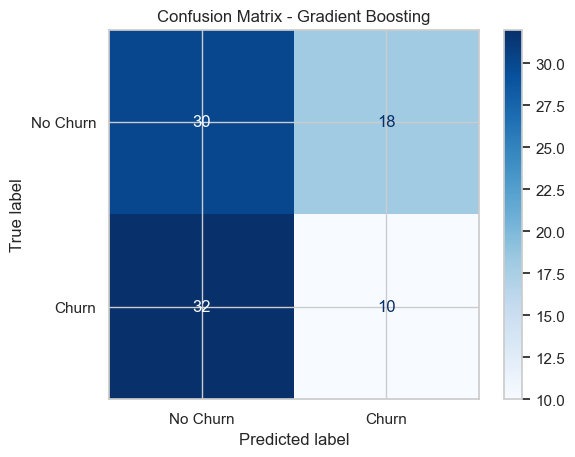 Confusion Matrix - Gradient Boosting
True label
No Churn
Churn
30
18
32
10
No Churn
Churn
Predicted label
30.0
27.5
25.0
22.5
20.0
17.5
15.0
12.5
10.0